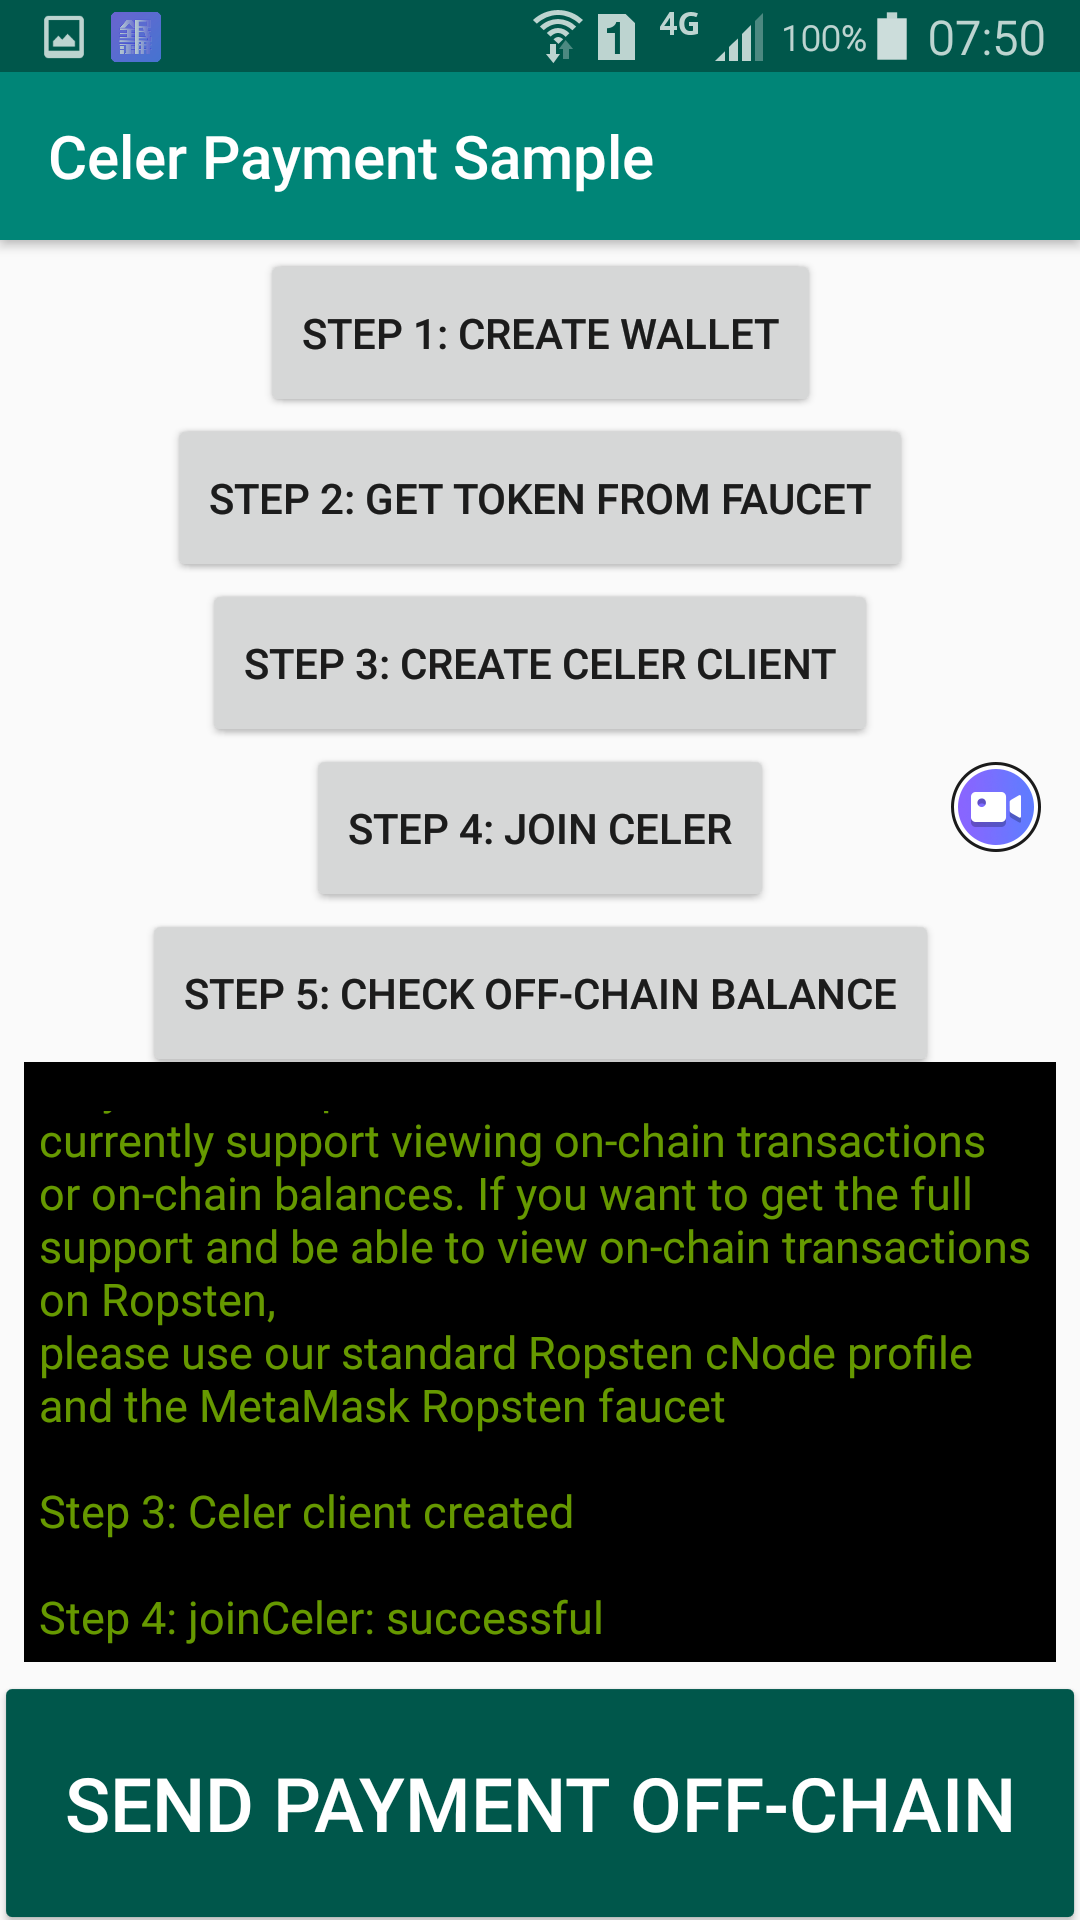 1 4G 100% 07:50
Celer Payment Sample
STEP 1: CREATE WALLET
STEP 2: GET TOKEN FROM FAUCET
STEP 3: CREATE CELER CLIENT
STEP 4: JOIN CELER
STEP 5: CHECK OFF-CHAIN BALANCE
currently support viewing on-chain transactions
or on-chain balances. If you want to get the full
support and be able to view on-chain transactions
on Ropsten,
please use our standard Ropsten cNode profile
and the MetaMask Ropsten faucet
Step 3: Celer client created
Step 4: joinCeler: successful
SEND PAYMENT OFF-CHAIN